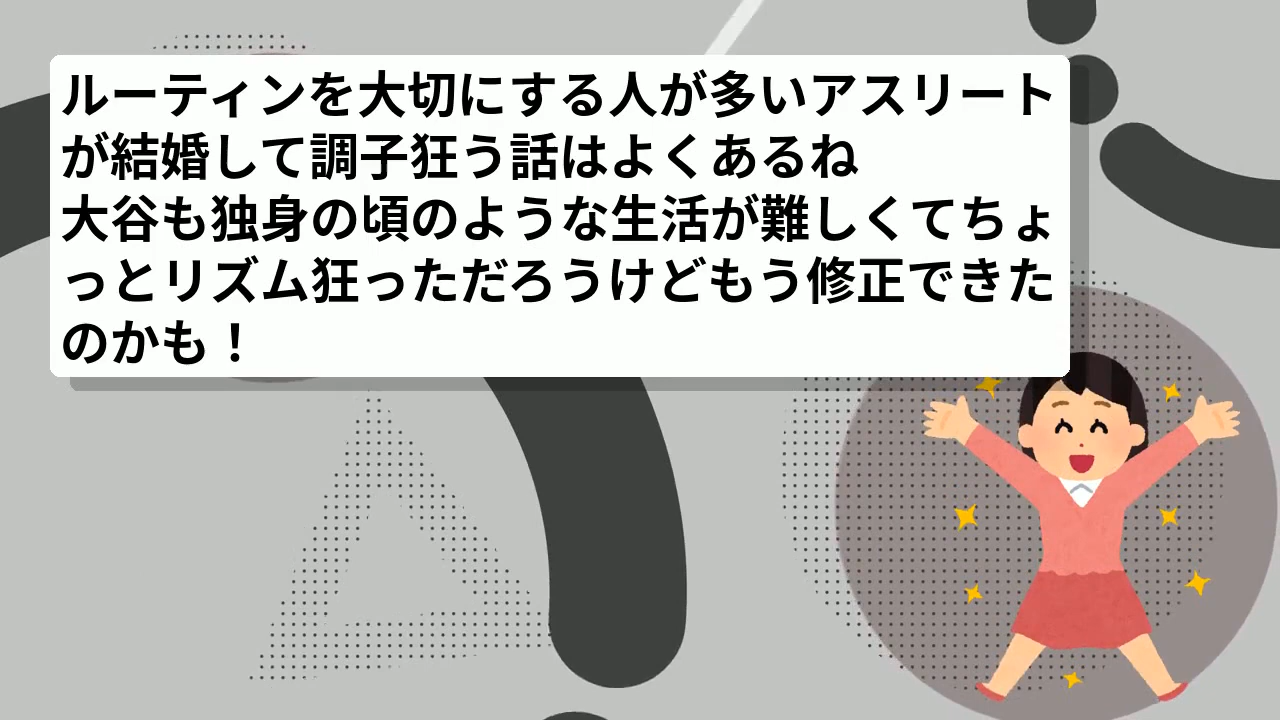 ルーティンを大切にする人が多いアスリート
が結婚して調子狂う話はよくあるね
大谷も独身の頃のような生活が難しくてちょ
っとリズム狂っただろうけどもう修正できた
のかも！